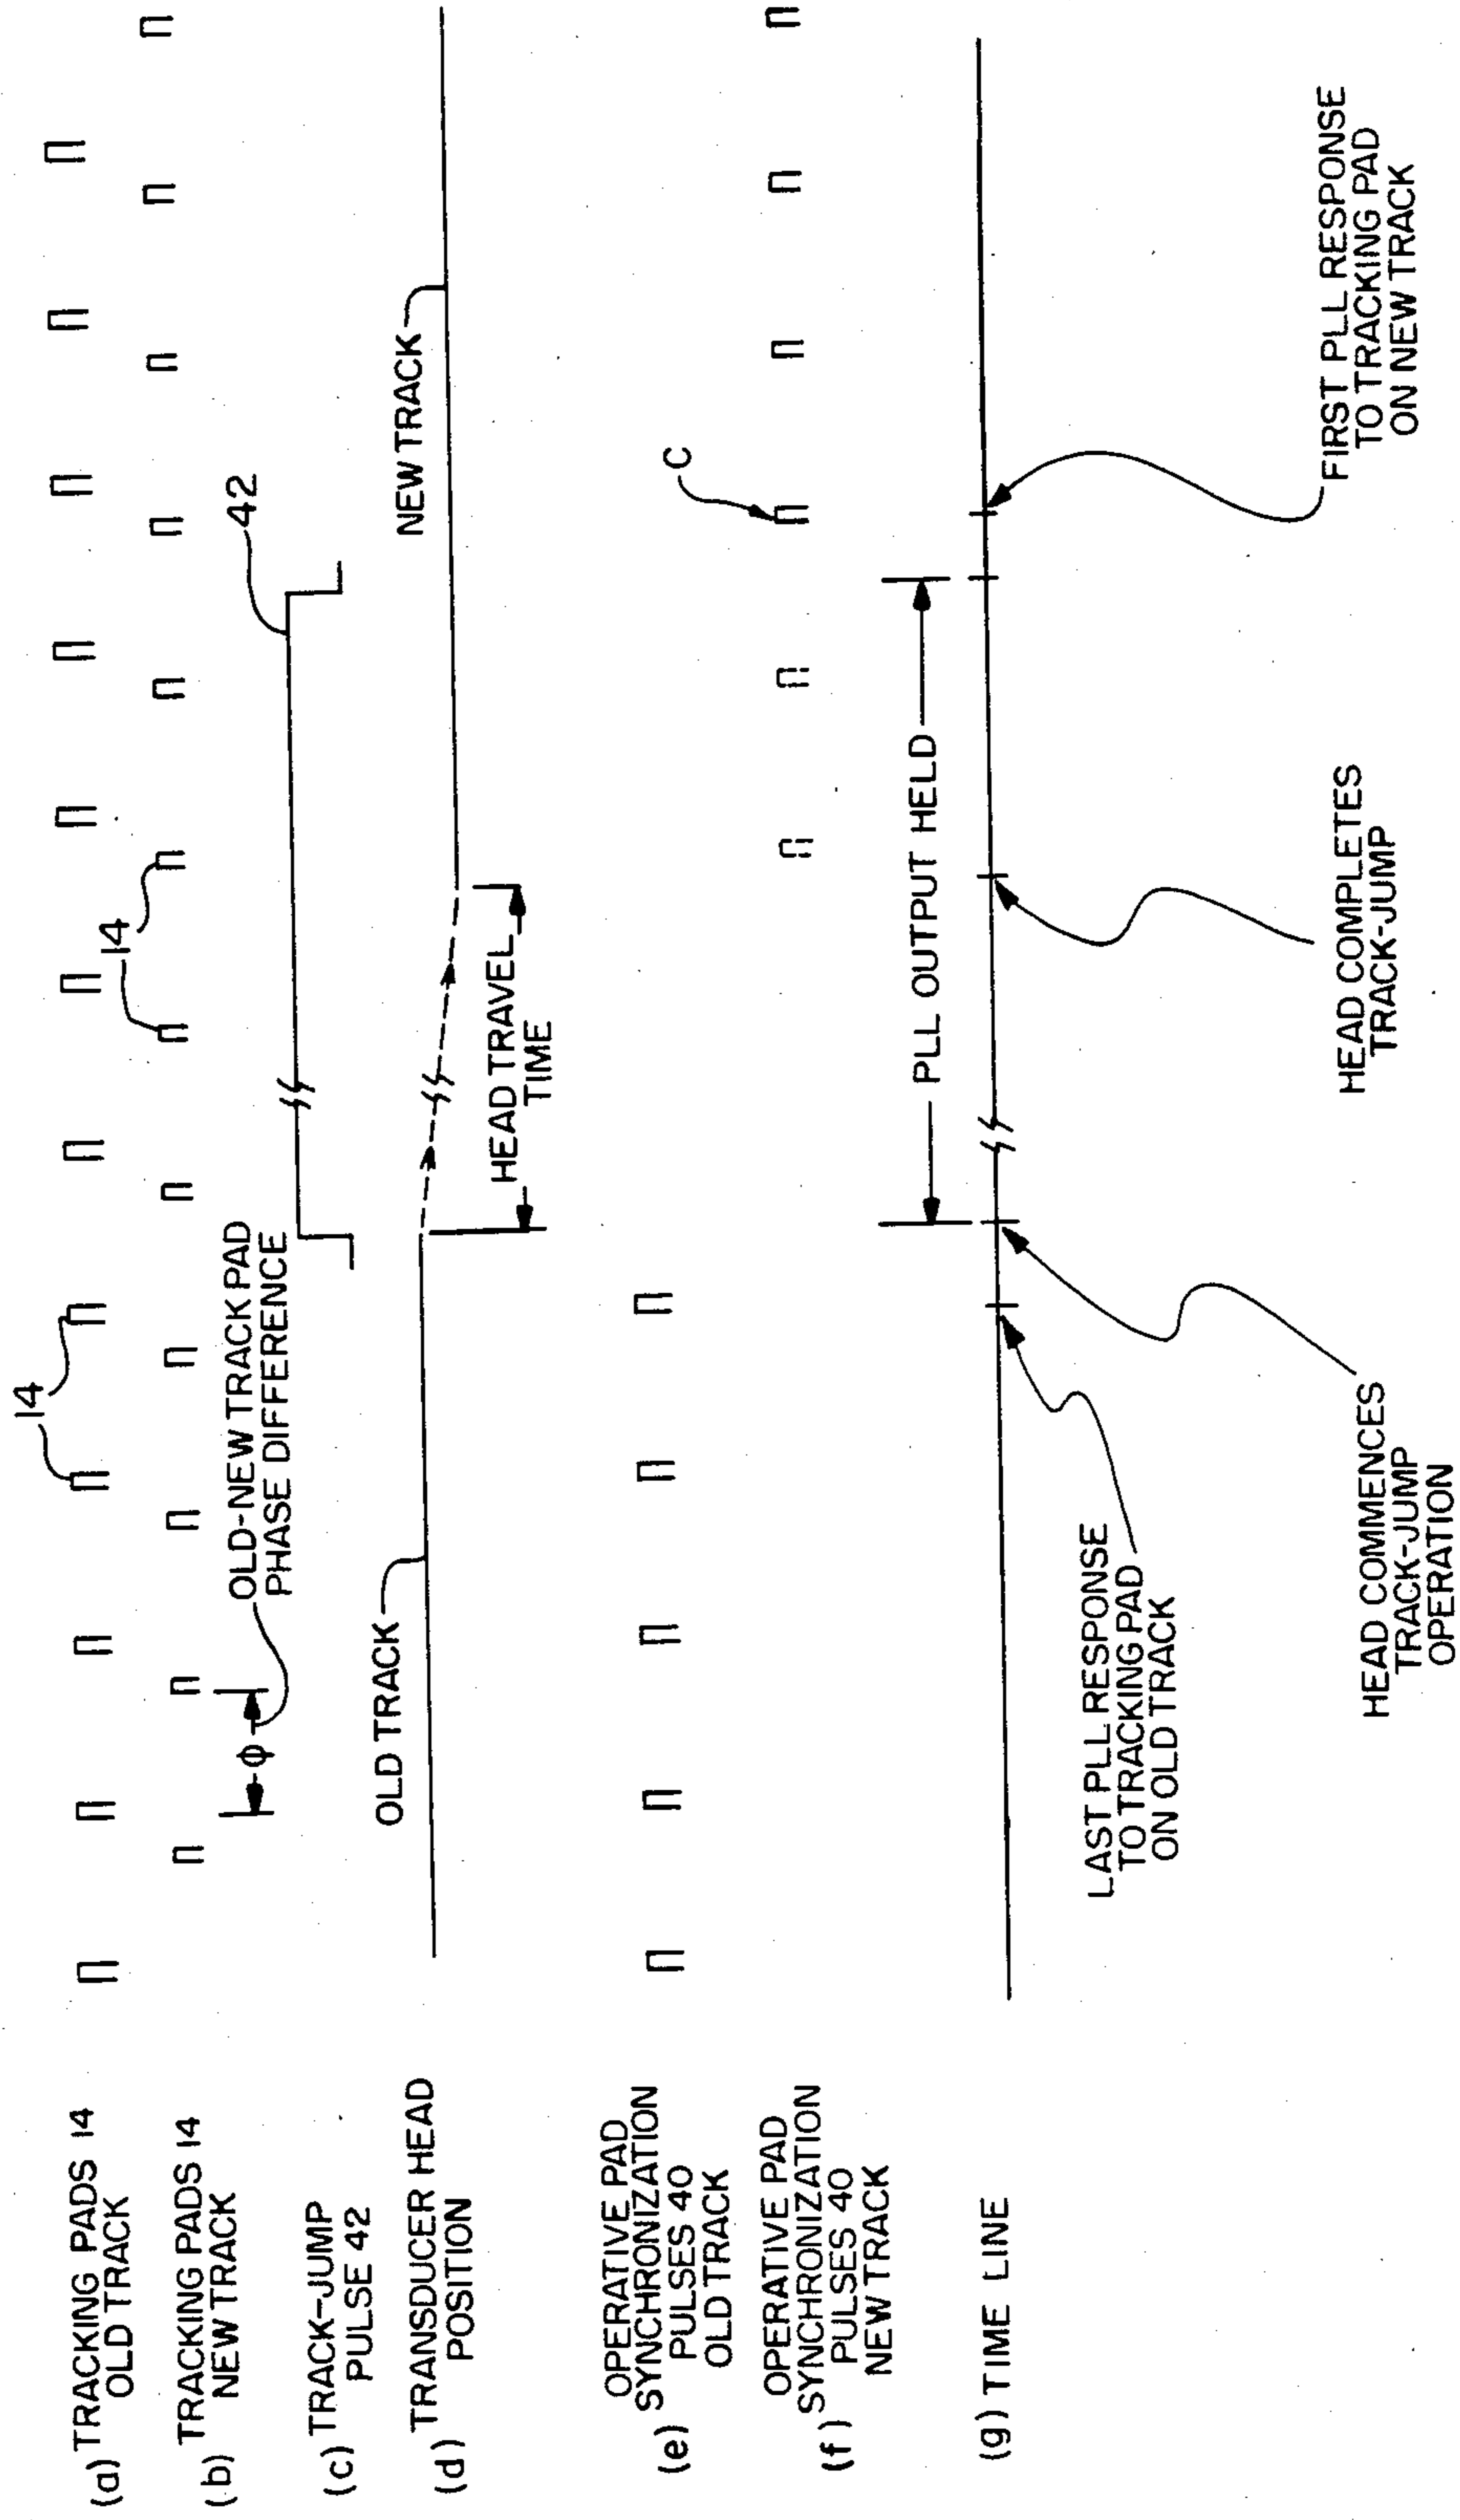 (a) TRACKING PADS 14
OLD TRACK
14
(b) TRACKING PADS 14
NEW TRACK
14
OLD-NEW TRACK PAD
PHASE DIFFERENCE
ϕ
(c) TRACK-JUMP
PULSE 42
42
(d) TRANSDUCER HEAD
POSITION
OLD TRACK
NEW TRACK
HEAD TRAVEL
TIME
OPERATIVE PAD
(e) SYNCHRONIZATION
PULSES 40
OLD TRACK
OPERATIVE PAD
(f) SYNCHRONIZATION
PULSES 40
NEW TRACK
C
PLL OUTPUT HELD
(g) TIME LINE
LAST PLL RESPONSE
TO TRACKING PAD
ON OLD TRACK
HEAD COMMENCES
TRACK-JUMP
OPERATION
HEAD COMPLETES
TRACK-JUMP
FIRST PLL RESPONSE
TO TRACKING PAD
ON NEW TRACK